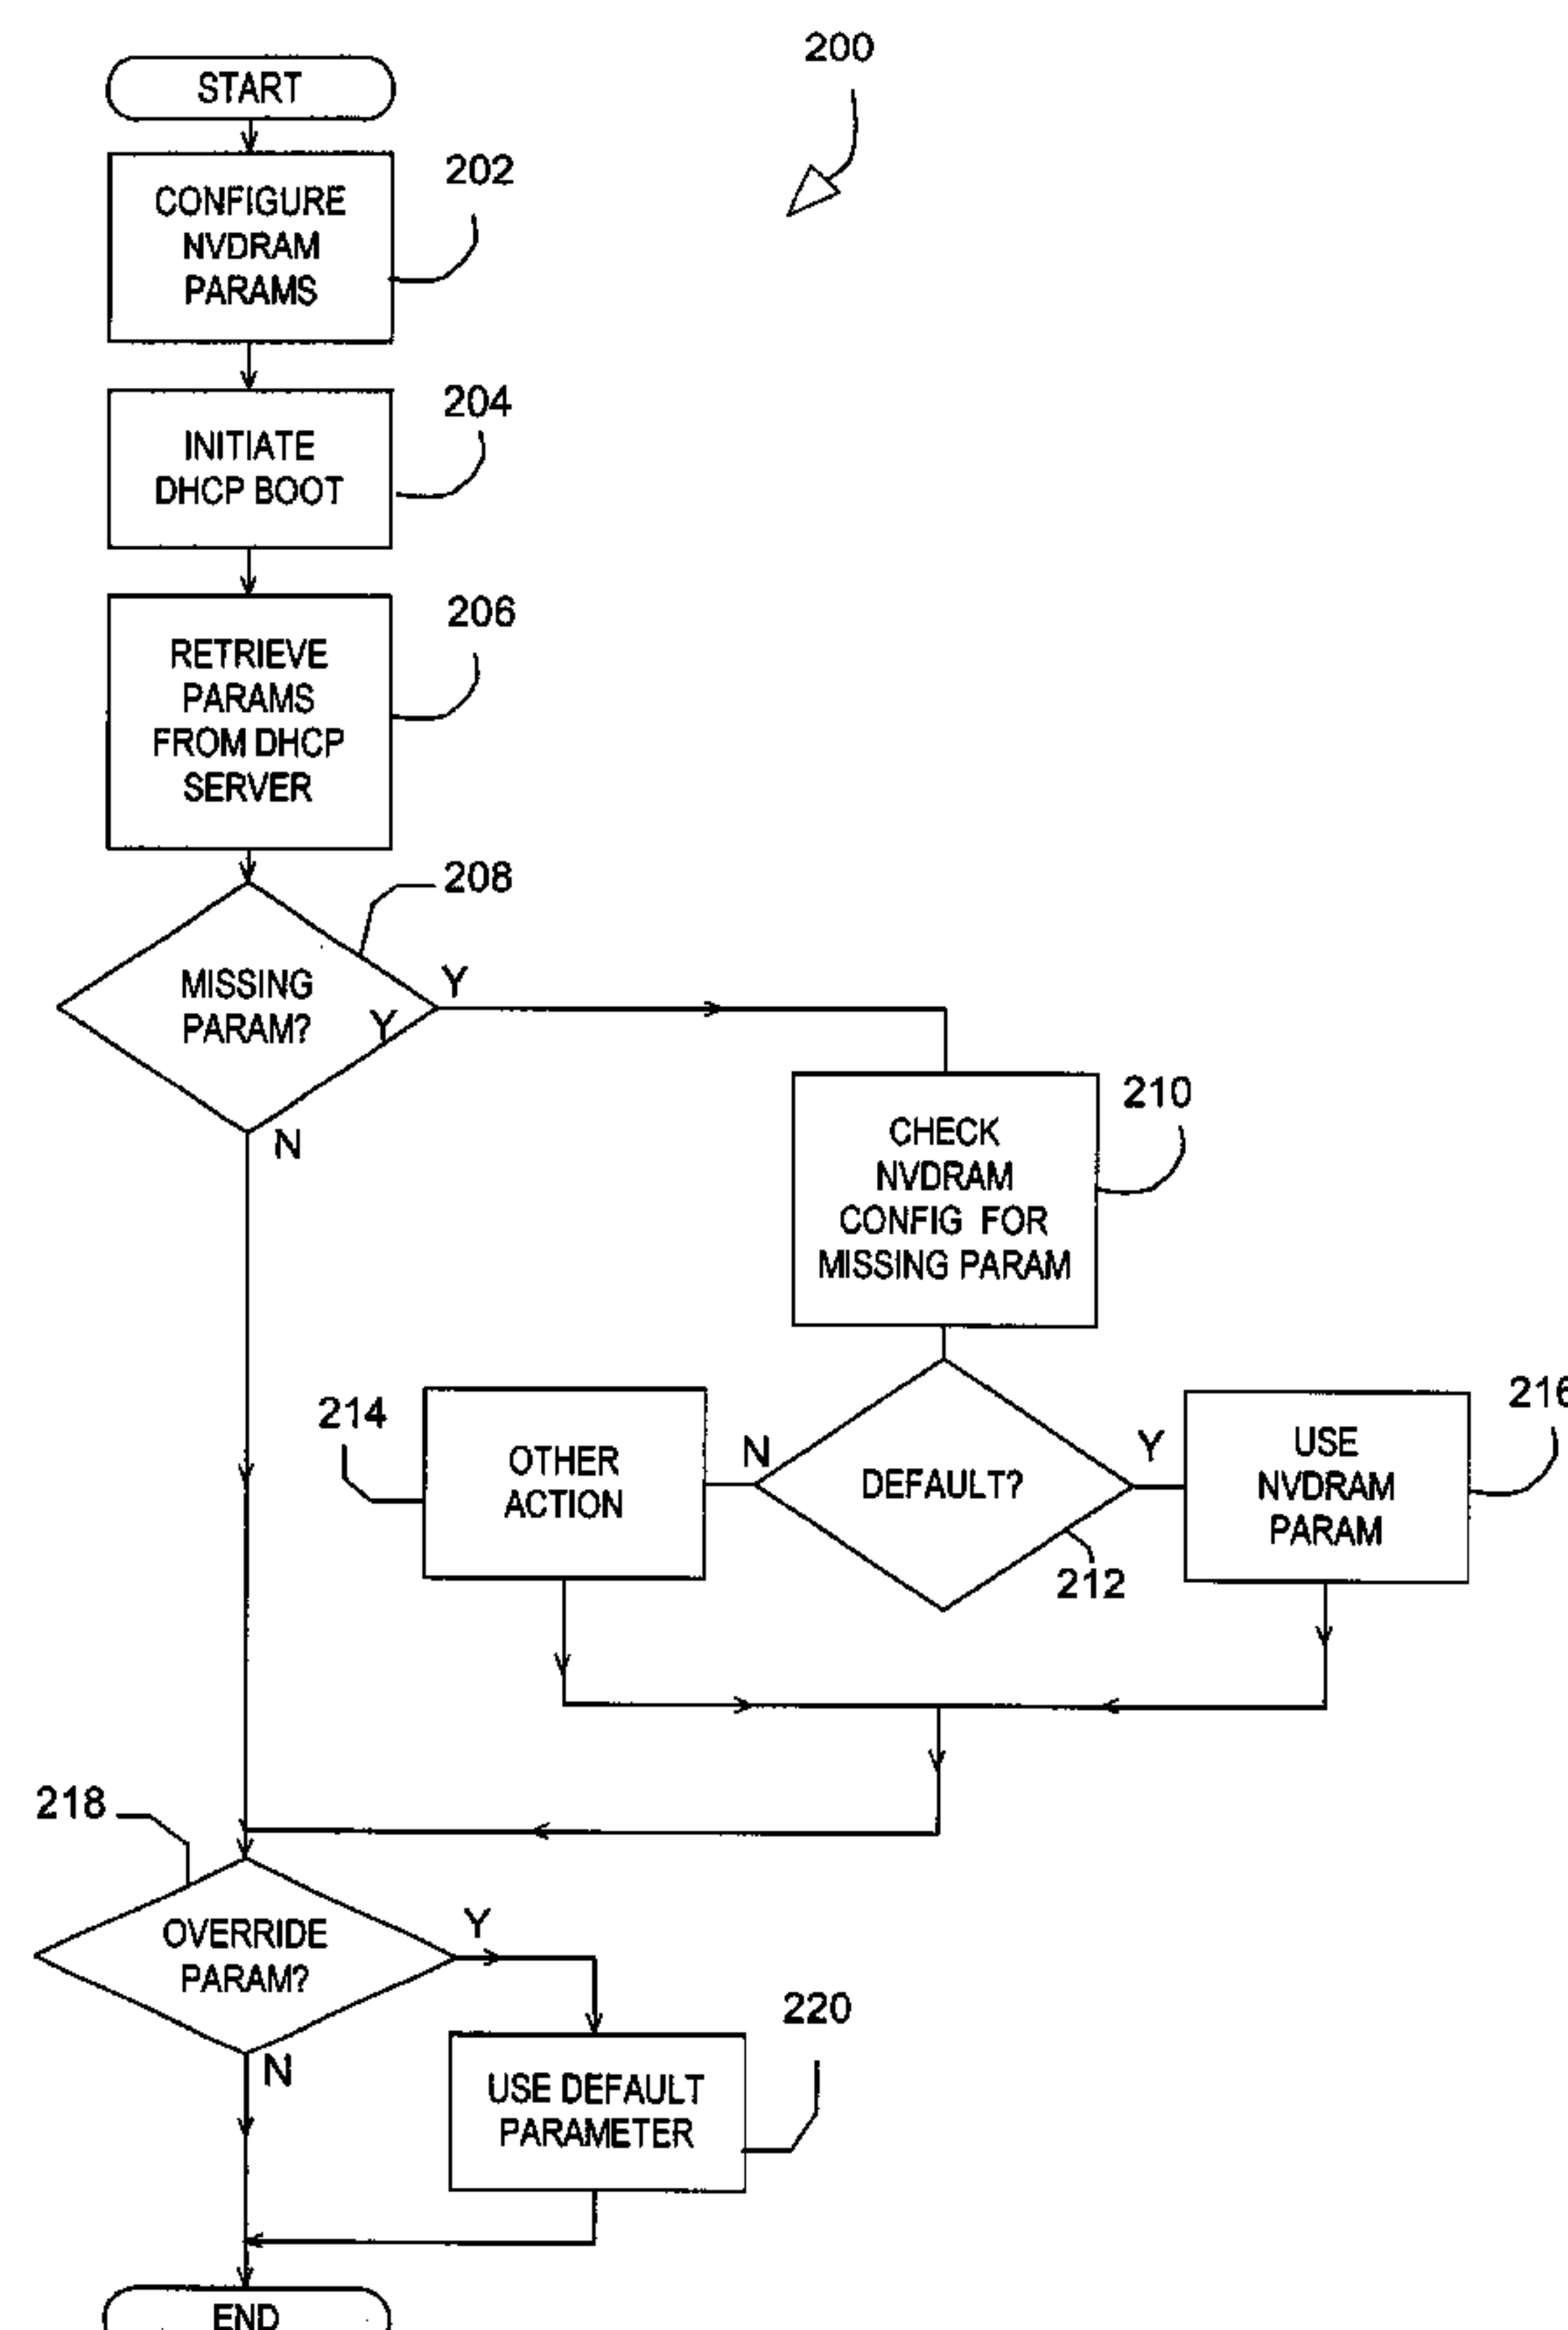 200
START
202
CONFIGURE
NVDRAM
PARAMS
204
INITIATE
DHCP BOOT
206
RETRIEVE
PARAMS
FROM DHCP
SERVER
208
MISSING
PARAM?
Y
Y
N
210
CHECK
NVDRAM
CONFIG FOR
MISSING PARAM
214
OTHER
ACTION
N
DEFAULT?
Y
212
216
USE
NVDRAM
PARAM
218
OVERRIDE
PARAM?
Y
N
220
USE DEFAULT
PARAMETER
END